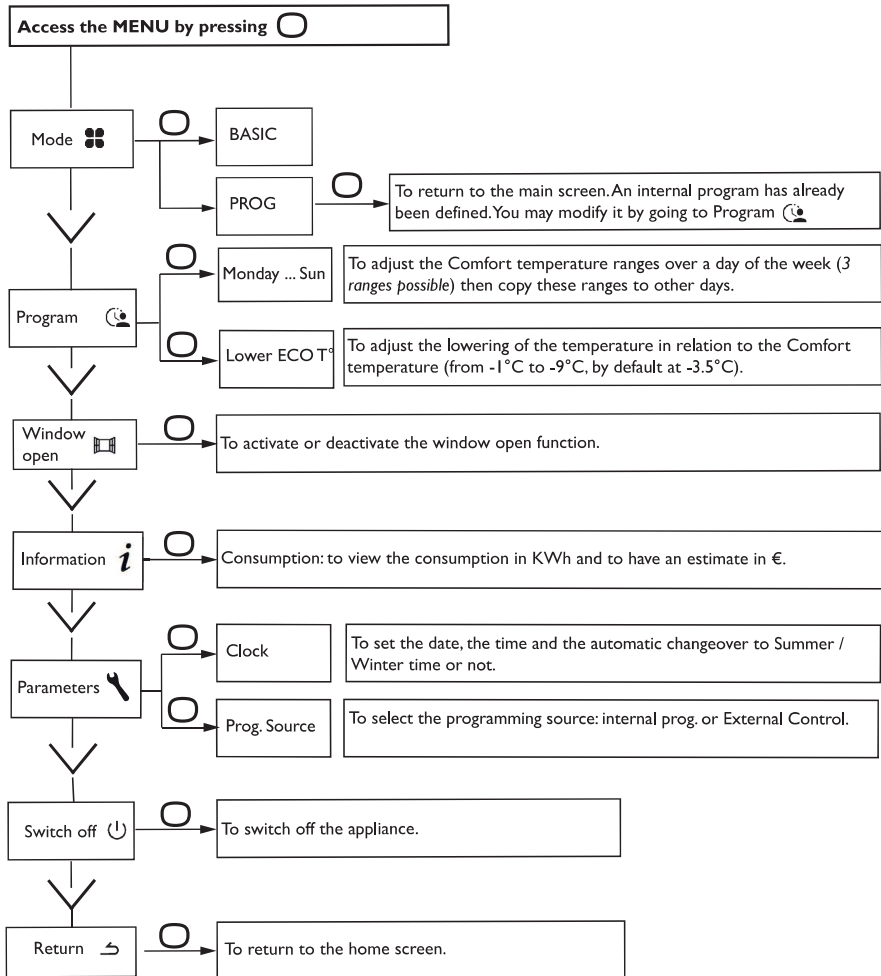 Access the MENU by pressing
Mode
BASIC
PROG
To return to the main screen. An internal program has already
been defined. You may modify it by going to Program
Program
Monday ... Sun
To adjust the Comfort temperature ranges over a day of the week (3
ranges possible) then copy these ranges to other days.
Lower ECO T°
To adjust the lowering of the temperature in relation to the Comfort
temperature (from -1°C to -9°C, by default at -3.5°C).
Window
open
To activate or deactivate the window open function.
Information i
Consumption: to view the consumption in KWh and to have an estimate in €.
Parameters
Clock
To set the date, the time and the automatic changeover to Summer /
Winter time or not.
Prog. Source
To select the programming source: internal prog. or External Control.
Switch off
To switch off the appliance.
Return
To return to the home screen.